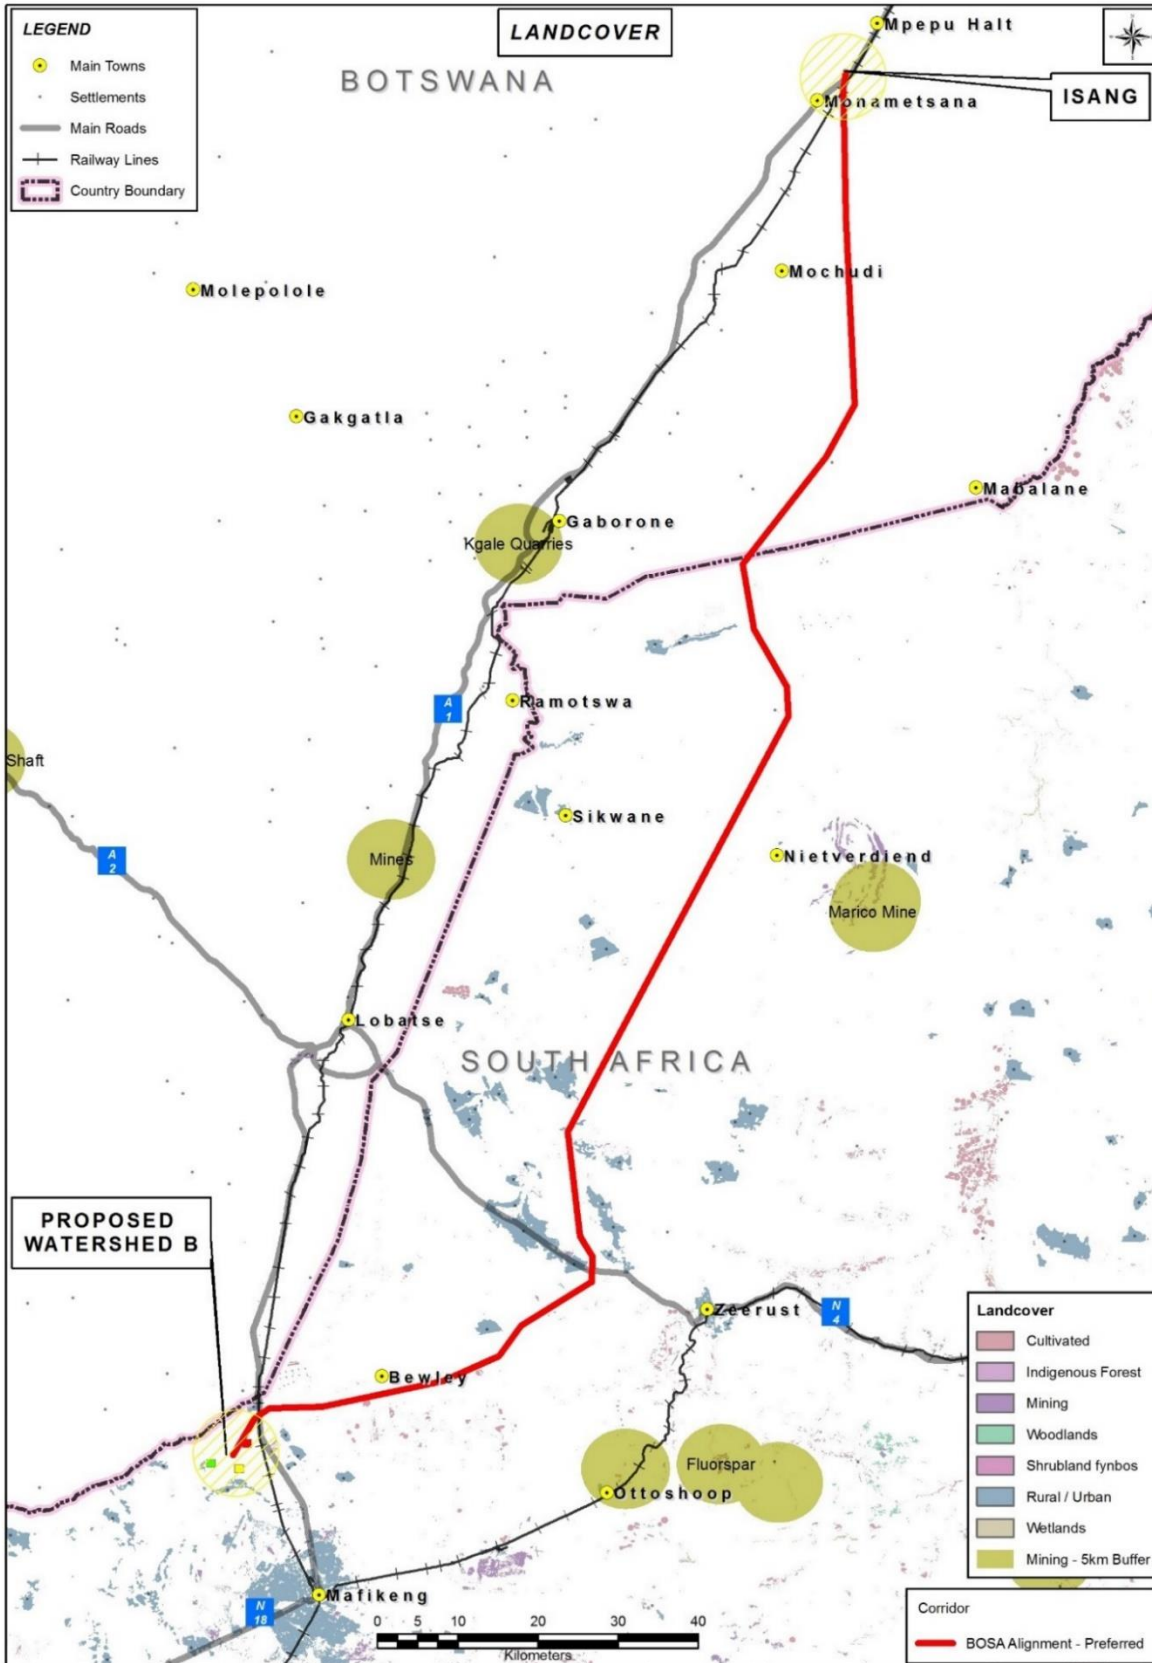 LEGEND
Main Towns
Settlements
Main Roads
Railway Lines
Country Boundary
LANDCOVER
BOTSWANA
Mpepu Halt
ISANG
Monametsana
Mochudi
Molepolole
Gakgatla
Mabalane
Gaborone
Kgale Quarries
Ramotswa
A
1
Shaft
Sikwane
A
2
Mines
Nietverdiend
Marico Mine
Lobatse
SOUTH AFRICA
PROPOSED
WATERSHED B
Zeerust
N
4
Bewley
Fluorspar
Ottoshoop
Mafikeng
N
18
0 5 10 20 30 40
Kilometers
Landcover
Cultivated
Indigenous Forest
Mining
Woodlands
Shrubland fynbos
Rural / Urban
Wetlands
Mining - 5km Buffer
Corridor
BOSA Alignment - Preferred